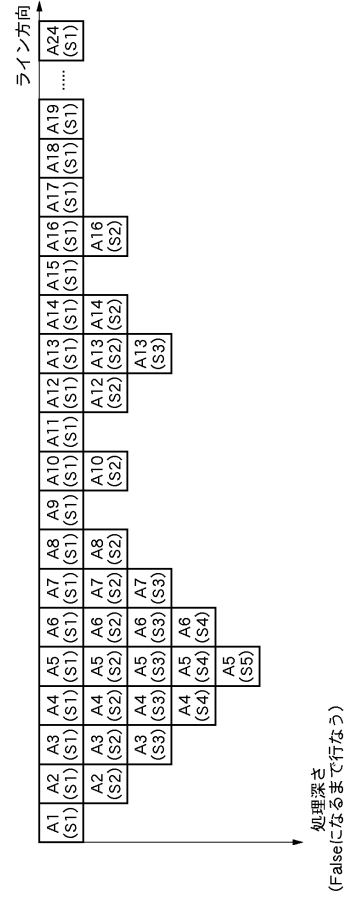 ライン方向
A1 (S1) A2 (S1) A3 (S1) A4 (S1) A5 (S1) A6 (S1) A7 (S1) A8 (S1) A9 (S1) A10 (S1) A11 (S1) A12 (S1) A13 (S1) A14 (S1) A15 (S1) A16 (S1) A17 (S1) A18 (S1) A19 (S1) …… A24 (S1)
A2 (S2) A3 (S2) A4 (S2) A5 (S2) A6 (S2) A7 (S2) A8 (S2) A10 (S2) A12 (S2) A13 (S2) A14 (S2) A16 (S2)
A3 (S3) A4 (S3) A5 (S3) A6 (S3) A7 (S3) A13 (S3)
A4 (S4) A5 (S4) A6 (S4)
A5 (S5)
処理深さ
(Falseになるまで行なう)